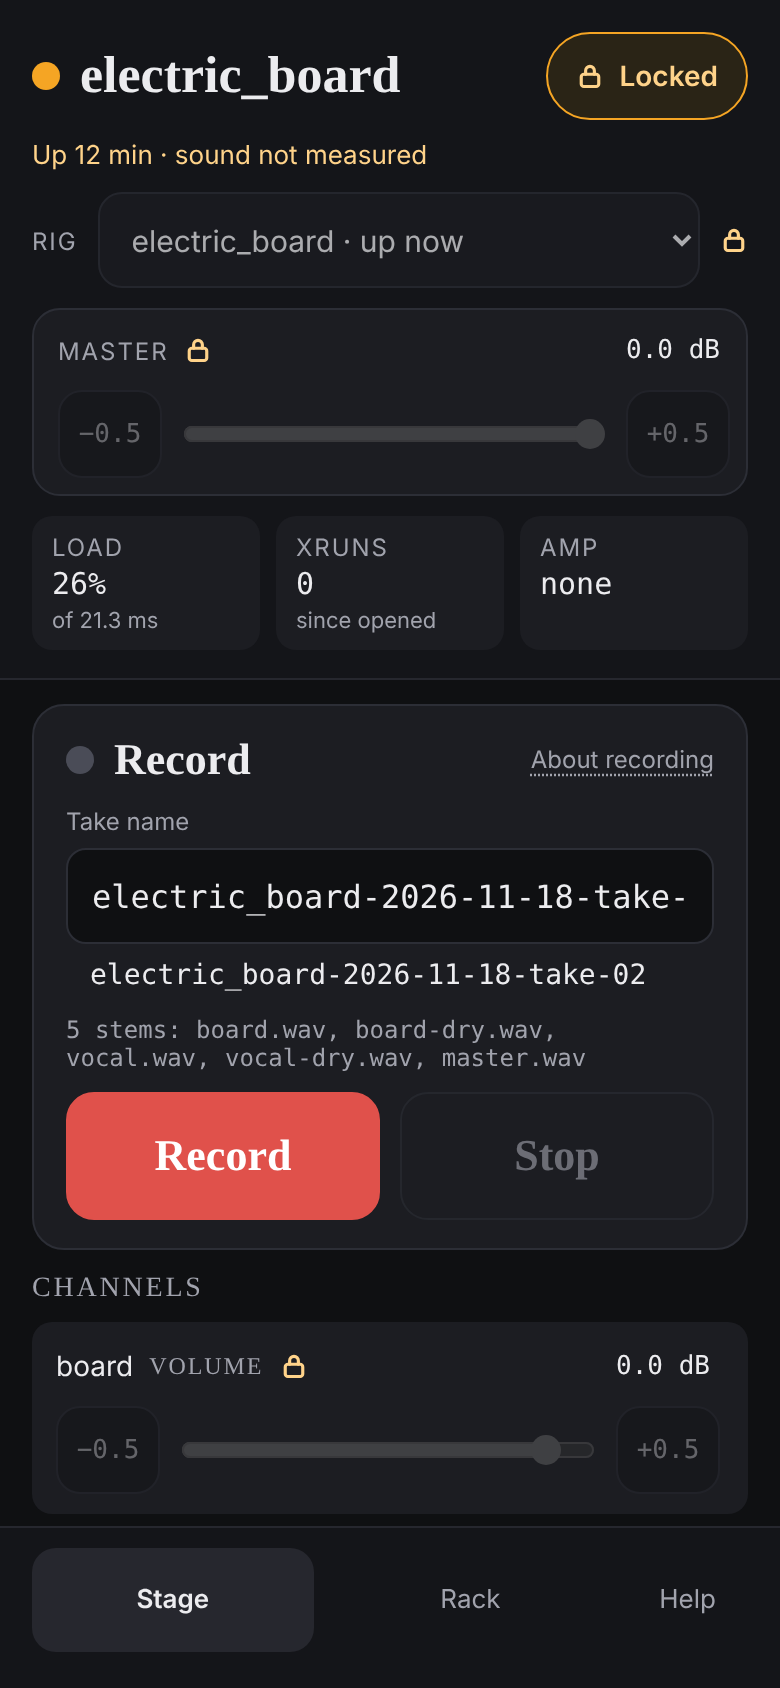 electric_board
Locked
Up 12 min · sound not measured
RIG
electric_board · up now
MASTER
0.0 dB
−0.5
+0.5
LOAD
26%
of 21.3 ms
XRUNS
0
since opened
AMP
none
Record
About recording
Take name
electric_board-2026-11-18-take-
electric_board-2026-11-18-take-02
5 stems: board.wav, board-dry.wav,
vocal.wav, vocal-dry.wav, master.wav
Record
Stop
CHANNELS
board VOLUME
0.0 dB
−0.5
+0.5
Stage
Rack
Help